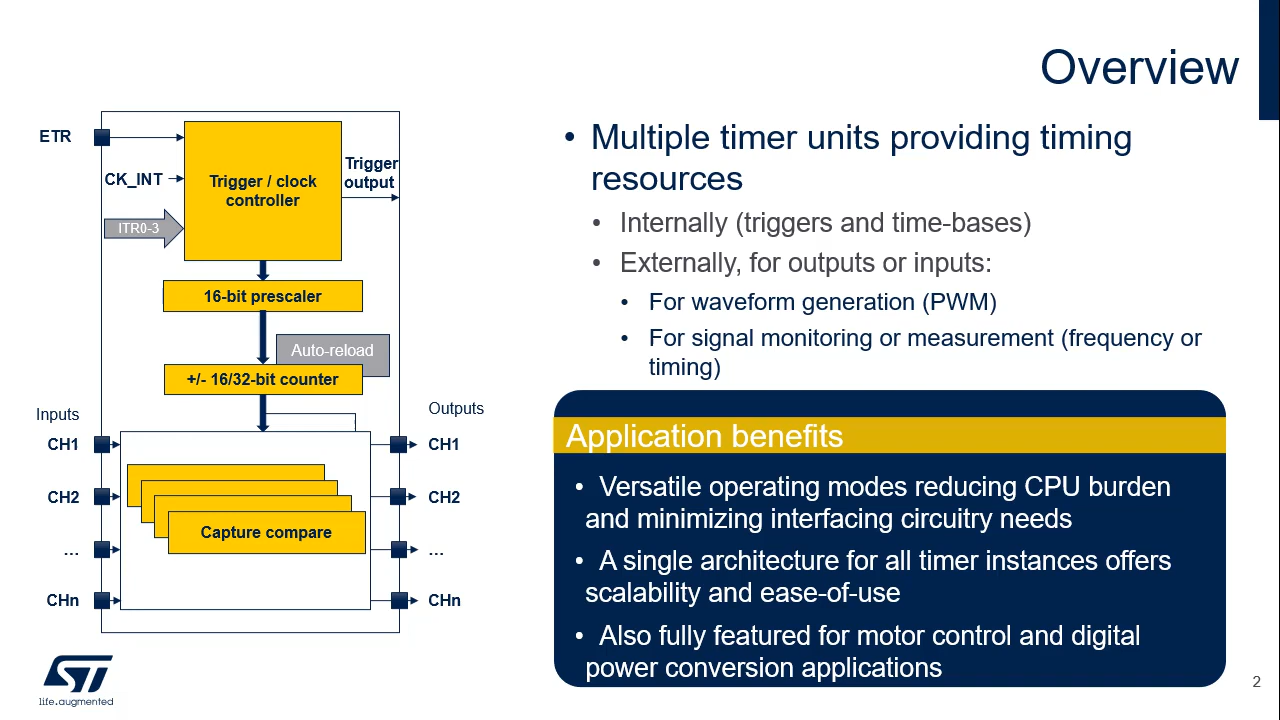 Overview
ETR
CK_INT
ITR0-3
Trigger / clock
controller
Trigger
output
16-bit prescaler
Auto-reload
+/- 16/32-bit counter
Inputs
Outputs
CH1
CH1
CH2
CH2
...
...
CHn
CHn
Capture compare
• Multiple timer units providing timing
resources
• Internally (triggers and time-bases)
• Externally, for outputs or inputs:
• For waveform generation (PWM)
• For signal monitoring or measurement (frequency or
timing)
Application benefits
• Versatile operating modes reducing CPU burden
and minimizing interfacing circuitry needs
• A single architecture for all timer instances offers
scalability and ease-of-use
• Also fully featured for motor control and digital
power conversion applications
ST
life.augmented
2